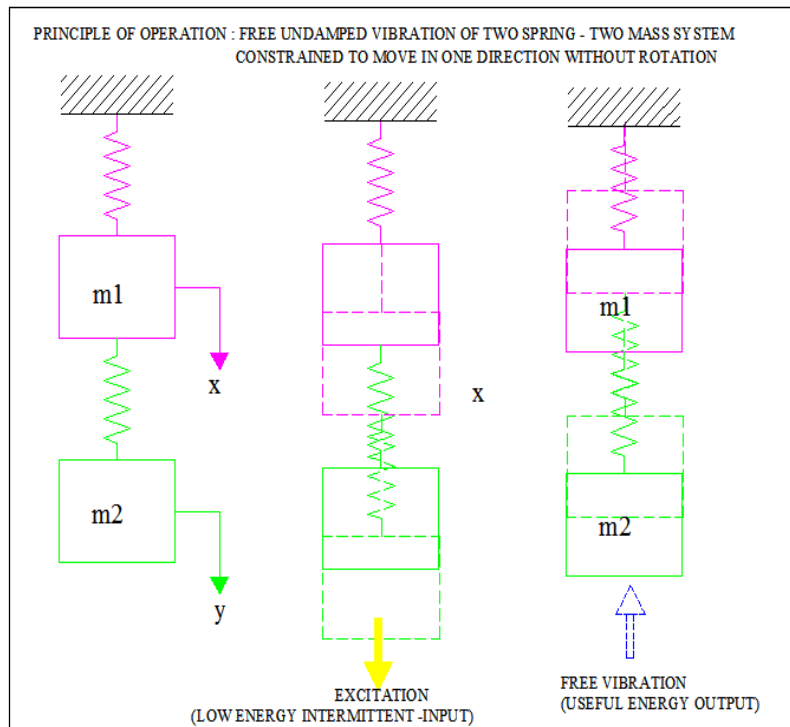 PRINCIPLE OF OPERATION : FREE UNDAMPED VIBRATION OF TWO SPRING - TWO MASS SYSTEM
CONSTRAINED TO MOVE IN ONE DIRECTION WITHOUT ROTATION
m1
x
m2
y
x
EXCITATION
(LOW ENERGY INTERMITTENT -INPUT)
m1
m2
FREE VIBRATION
(USEFUL ENERGY OUTPUT)